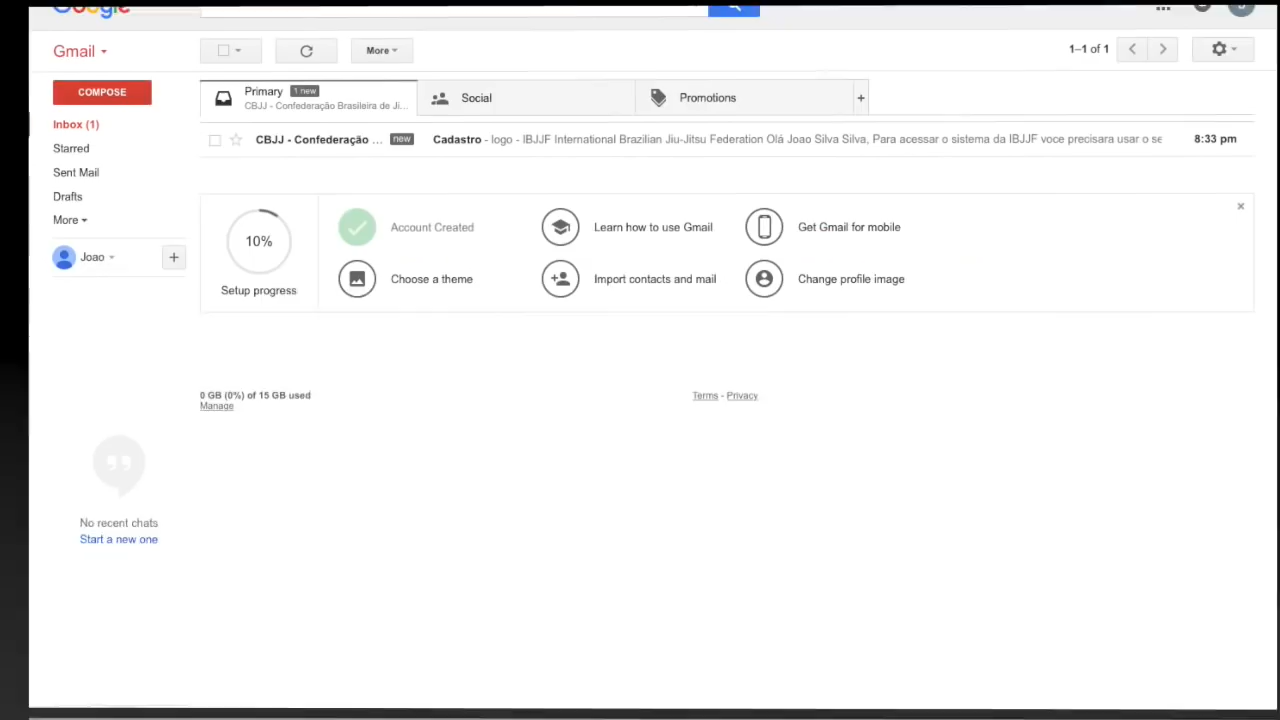 Google
Gmail
More
1–1 of 1
COMPOSE
Primary 1 new
CBJJ - Confederação Brasileira de Ji...
Social
Promotions
+
Inbox (1)
Starred
Sent Mail
Drafts
More
CBJJ - Confederação ... new Cadastro - logo - IBJJF International Brazilian Jiu-Jitsu Federation Olá Joao Silva Silva, Para acessar o sistema da IBJJF voce precisara usar o se 8:33 pm
Joao
+
10%
Setup progress
Account Created
Learn how to use Gmail
Get Gmail for mobile
Choose a theme
Import contacts and mail
Change profile image
0 GB (0%) of 15 GB used
Manage
Terms - Privacy
No recent chats
Start a new one